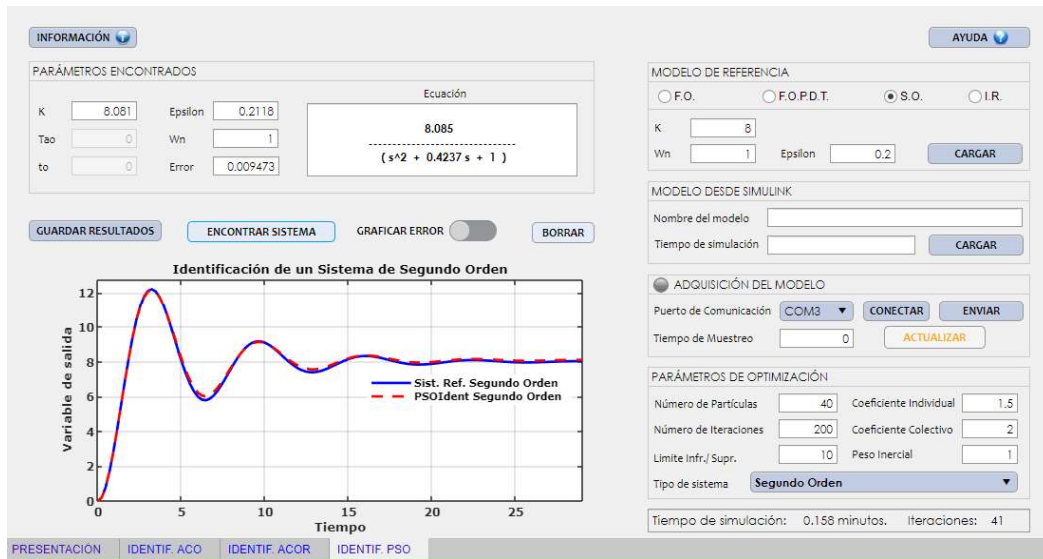 INFORMACIÓN
AYUDA
PARÁMETROS ENCONTRADOS
K 8.081 Epsilon 0.2118
Tao 0 Wn 1
to 0 Error 0.009473
Ecuación
8.085
-----------------------
( s^2 + 0.4237 s + 1 )
GUARDAR RESULTADOS
ENCONTRAR SISTEMA
GRAFICAR ERROR
BORRAR
Identificación de un Sistema de Segundo Orden
Variable de salida
12
10
8
6
4
2
0
0 5 10 15 20 25
Tiempo
Sist. Ref. Segundo Orden
PSOIdent Segundo Orden
MODELO DE REFERENCIA
F.O. F.O.P.D.T. S.O. I.R.
K 8
Wn 1 Epsilon 0.2 CARGAR
MODELO DESDE SIMULINK
Nombre del modelo
Tiempo de simulación CARGAR
ADQUISICIÓN DEL MODELO
Puerto de Comunicación COM3 CONECTAR ENVIAR
Tiempo de Muestreo 0 ACTUALIZAR
PARÁMETROS DE OPTIMIZACIÓN
Número de Partículas 40 Coeficiente Individual 1.5
Número de Iteraciones 200 Coeficiente Colectivo 2
Limite Infr./ Supr. 10 Peso Inercial 1
Tipo de sistema Segundo Orden
Tiempo de simulación: 0.158 minutos. Iteraciones: 41
PRESENTACIÓN IDENTIF. ACO IDENTIF. ACOR IDENTIF. PSO